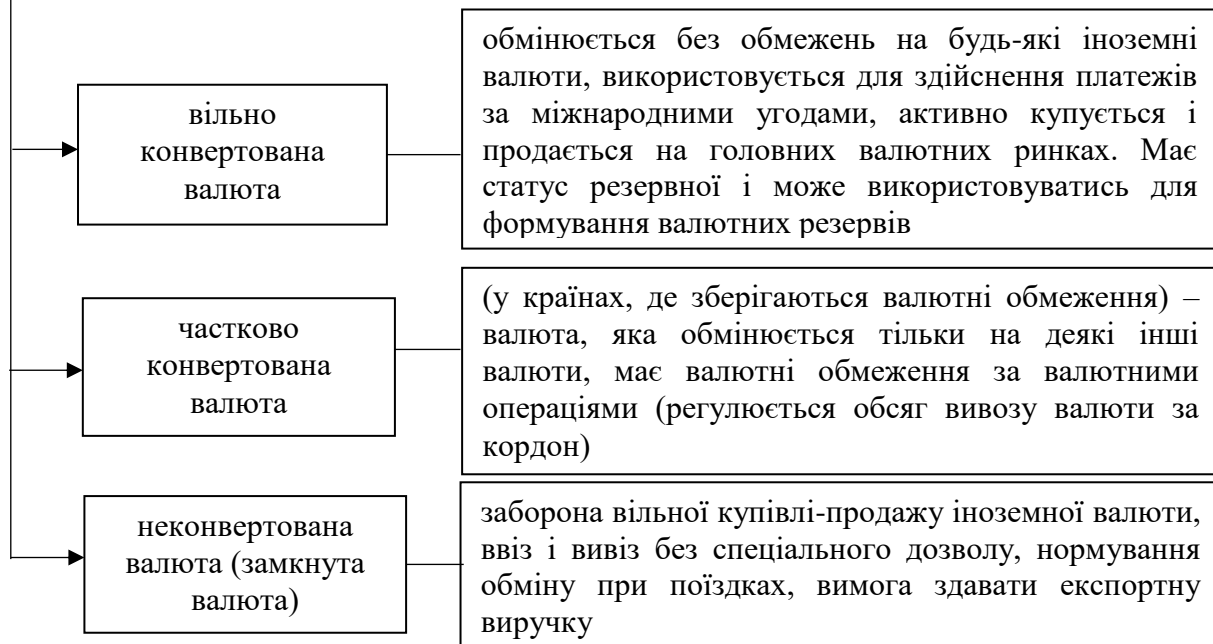 вільно
конвертована
валюта
обмінюється без обмежень на будь-які іноземні
валюти, використовується для здійснення платежів
за міжнародними угодами, активно купується і
продається на головних валютних ринках. Має
статус резервної і може використовуватись для
формування валютних резервів
частково
конвертована
валюта
(у країнах, де зберігаються валютні обмеження) –
валюта, яка обмінюється тільки на деякі інші
валюти, має валютні обмеження за валютними
операціями (регулюється обсяг вивозу валюти за
кордон)
неконвертована
валюта (замкнута
валюта)
заборона вільної купівлі-продажу іноземної валюти,
ввіз і вивіз без спеціального дозволу, нормування
обміну при поїздках, вимога здавати експортну
виручку